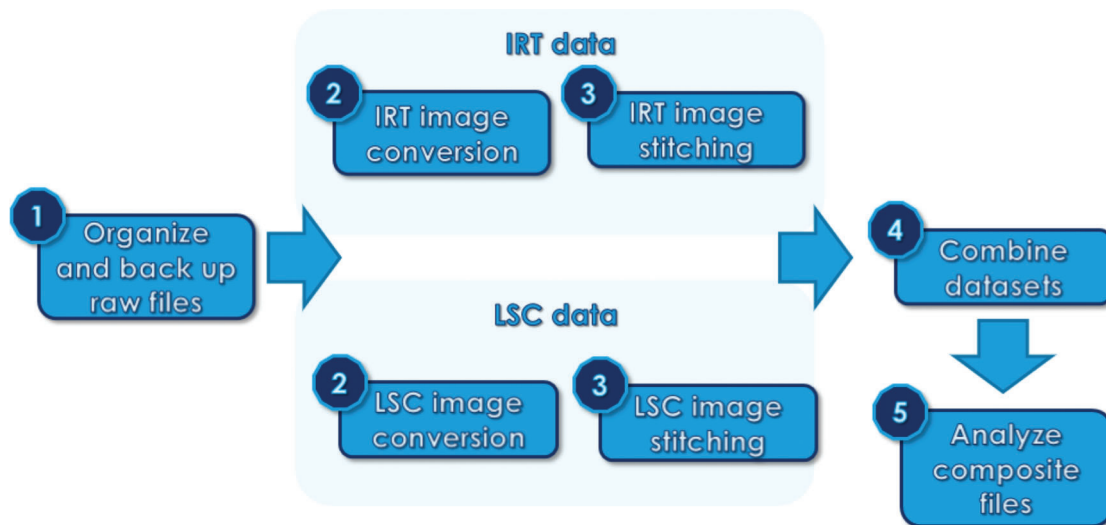 1
Organize
and back up
raw files
IRT data
2
IRT image
conversion
3
IRT image
stitching
LSC data
2
LSC image
conversion
3
LSC image
stitching
4
Combine
datasets
5
Analyze
composite
files